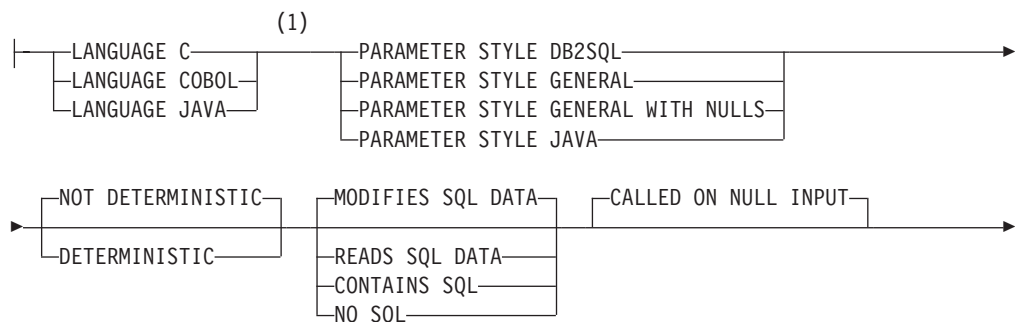 (1)
LANGUAGE C PARAMETER STYLE DB2SQL
LANGUAGE COBOL PARAMETER STYLE GENERAL
LANGUAGE JAVA PARAMETER STYLE GENERAL WITH NULLS
PARAMETER STYLE JAVA
NOT DETERMINISTIC MODIFIES SQL DATA CALLED ON NULL INPUT
DETERMINISTIC READS SQL DATA
CONTAINS SQL
NO SQL